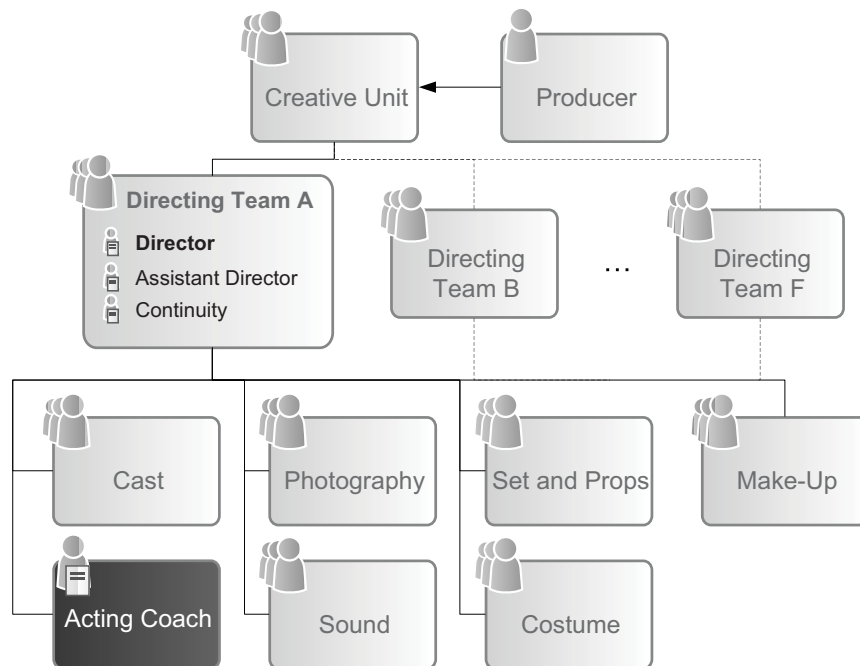 Creative Unit
Producer
Directing Team A
Director
Assistant Director
Continuity
Directing
Team B
...
Directing
Team F
Cast
Photography
Set and Props
Make-Up
Acting Coach
Sound
Costume